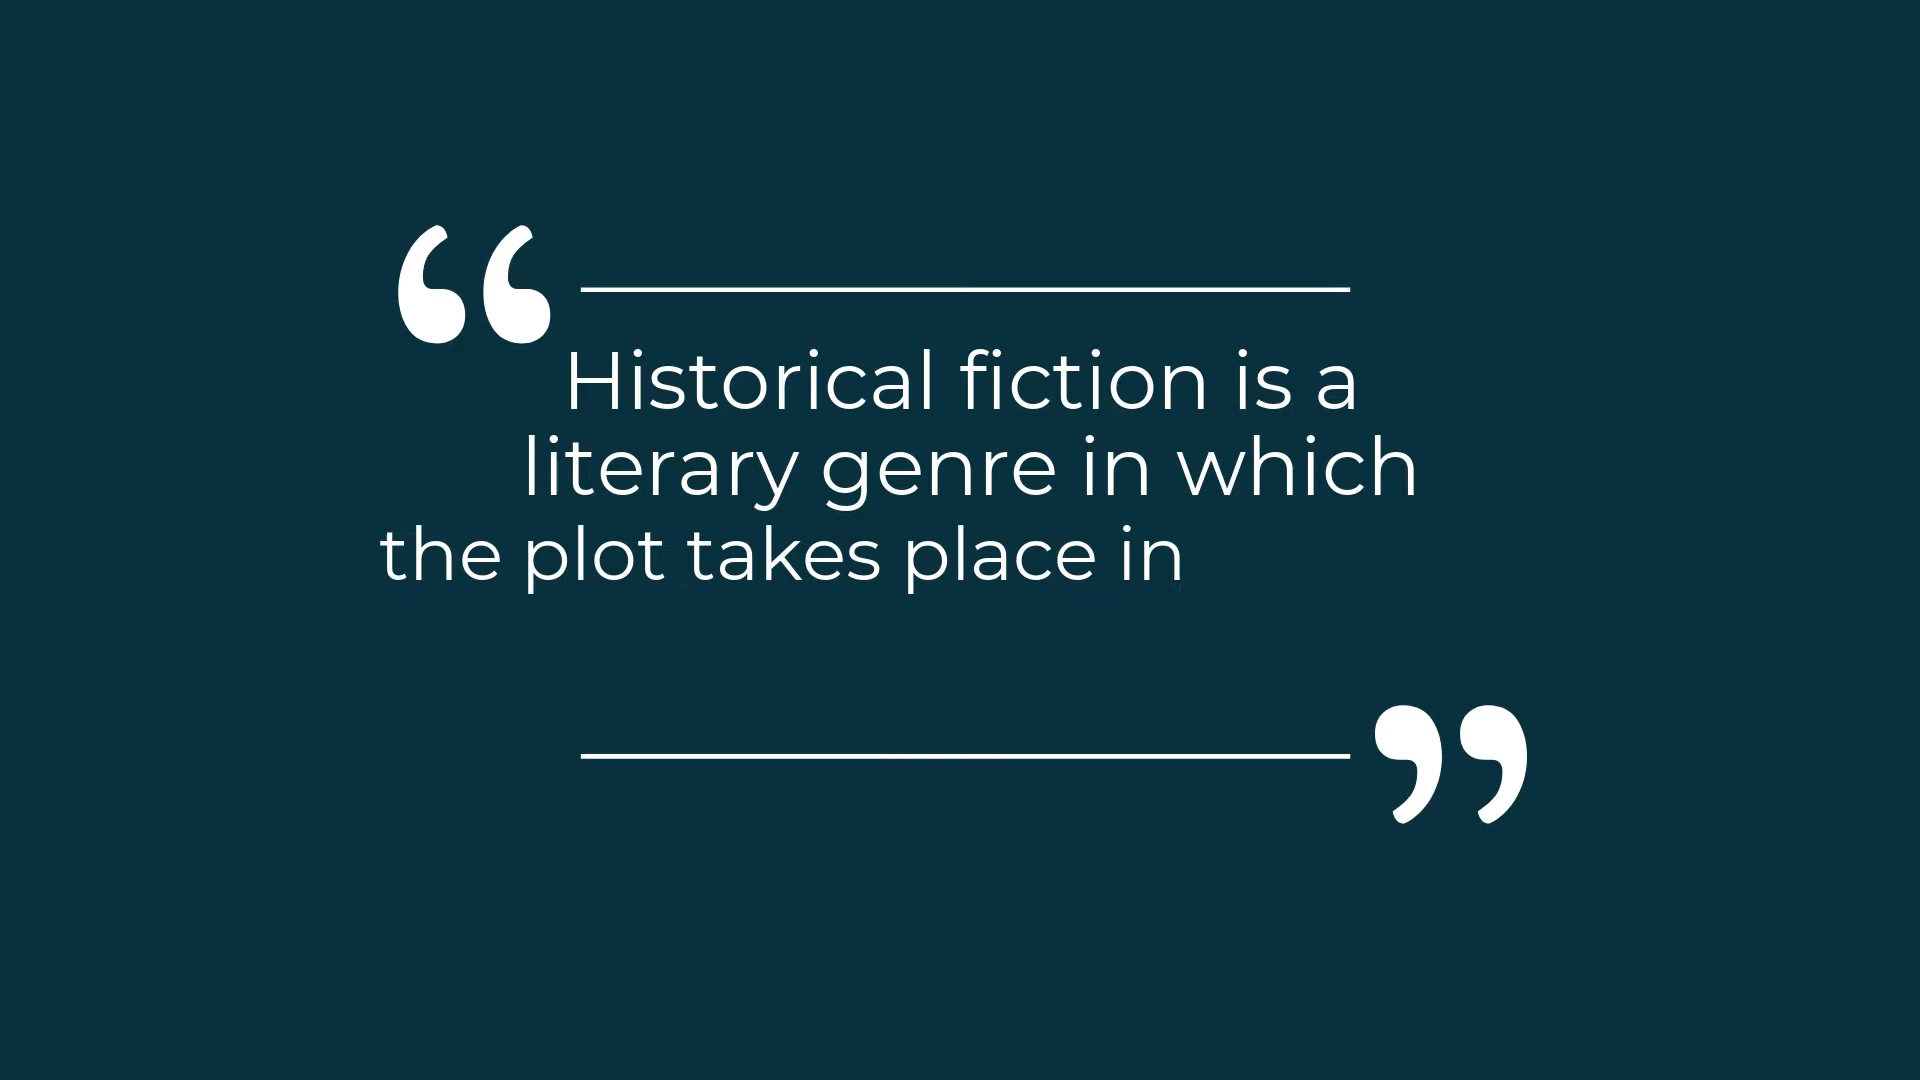 “
Historical fiction is a
literary genre in which
the plot takes place in
”